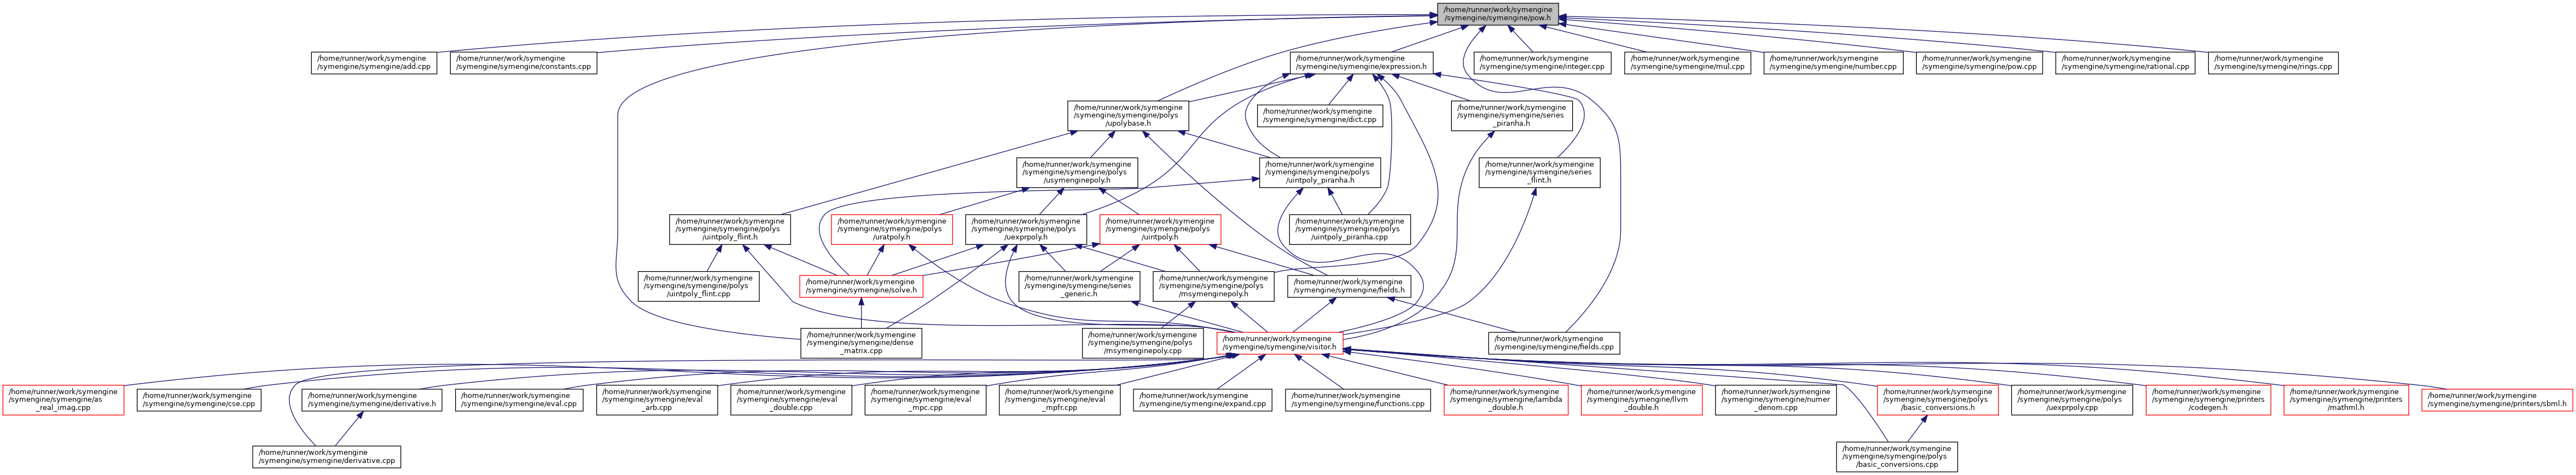 /home/runner/work/symengine
/symengine/symengine/pow.h
/home/runner/work/symengine
/symengine/symengine/add.cpp
/home/runner/work/symengine
/symengine/symengine/constants.cpp
/home/runner/work/symengine
/symengine/symengine/expression.h
/home/runner/work/symengine
/symengine/symengine/integer.cpp
/home/runner/work/symengine
/symengine/symengine/mul.cpp
/home/runner/work/symengine
/symengine/symengine/number.cpp
/home/runner/work/symengine
/symengine/symengine/pow.cpp
/home/runner/work/symengine
/symengine/symengine/rational.cpp
/home/runner/work/symengine
/symengine/symengine/rings.cpp
/home/runner/work/symengine
/symengine/symengine/polys
/upolybase.h
/home/runner/work/symengine
/symengine/symengine/dict.cpp
/home/runner/work/symengine
/symengine/symengine/series
_piranha.h
/home/runner/work/symengine
/symengine/symengine/polys
/usymenginepoly.h
/home/runner/work/symengine
/symengine/symengine/polys
/uintpoly_piranha.h
/home/runner/work/symengine
/symengine/symengine/series
_flint.h
/home/runner/work/symengine
/symengine/symengine/polys
/uintpoly_flint.h
/home/runner/work/symengine
/symengine/symengine/polys
/uratpoly.h
/home/runner/work/symengine
/symengine/symengine/polys
/uexprpoly.h
/home/runner/work/symengine
/symengine/symengine/polys
/uintpoly.h
/home/runner/work/symengine
/symengine/symengine/polys
/uintpoly_piranha.cpp
/home/runner/work/symengine
/symengine/symengine/polys
/uintpoly_flint.cpp
/home/runner/work/symengine
/symengine/symengine/solve.h
/home/runner/work/symengine
/symengine/symengine/series
_generic.h
/home/runner/work/symengine
/symengine/symengine/polys
/msymenginepoly.h
/home/runner/work/symengine
/symengine/symengine/fields.h
/home/runner/work/symengine
/symengine/symengine/dense
_matrix.cpp
/home/runner/work/symengine
/symengine/symengine/polys
/msymenginepoly.cpp
/home/runner/work/symengine
/symengine/symengine/visitor.h
/home/runner/work/symengine
/symengine/symengine/fields.cpp
/home/runner/work/symengine
/symengine/symengine/as
_real_imag.cpp
/home/runner/work/symengine
/symengine/symengine/cse.cpp
/home/runner/work/symengine
/symengine/symengine/derivative.h
/home/runner/work/symengine
/symengine/symengine/eval.cpp
/home/runner/work/symengine
/symengine/symengine/eval
_arb.cpp
/home/runner/work/symengine
/symengine/symengine/eval
_double.cpp
/home/runner/work/symengine
/symengine/symengine/eval
_mpc.cpp
/home/runner/work/symengine
/symengine/symengine/eval
_mpfr.cpp
/home/runner/work/symengine
/symengine/symengine/expand.cpp
/home/runner/work/symengine
/symengine/symengine/functions.cpp
/home/runner/work/symengine
/symengine/symengine/lambda
_double.h
/home/runner/work/symengine
/symengine/symengine/llvm
_double.h
/home/runner/work/symengine
/symengine/symengine/numer
_denom.cpp
/home/runner/work/symengine
/symengine/symengine/polys
/basic_conversions.h
/home/runner/work/symengine
/symengine/symengine/polys
/uexprpoly.cpp
/home/runner/work/symengine
/symengine/symengine/printers
/codegen.h
/home/runner/work/symengine
/symengine/symengine/printers
/mathml.h
/home/runner/work/symengine
/symengine/symengine/printers/sbml.h
/home/runner/work/symengine
/symengine/symengine/derivative.cpp
/home/runner/work/symengine
/symengine/symengine/polys
/basic_conversions.cpp